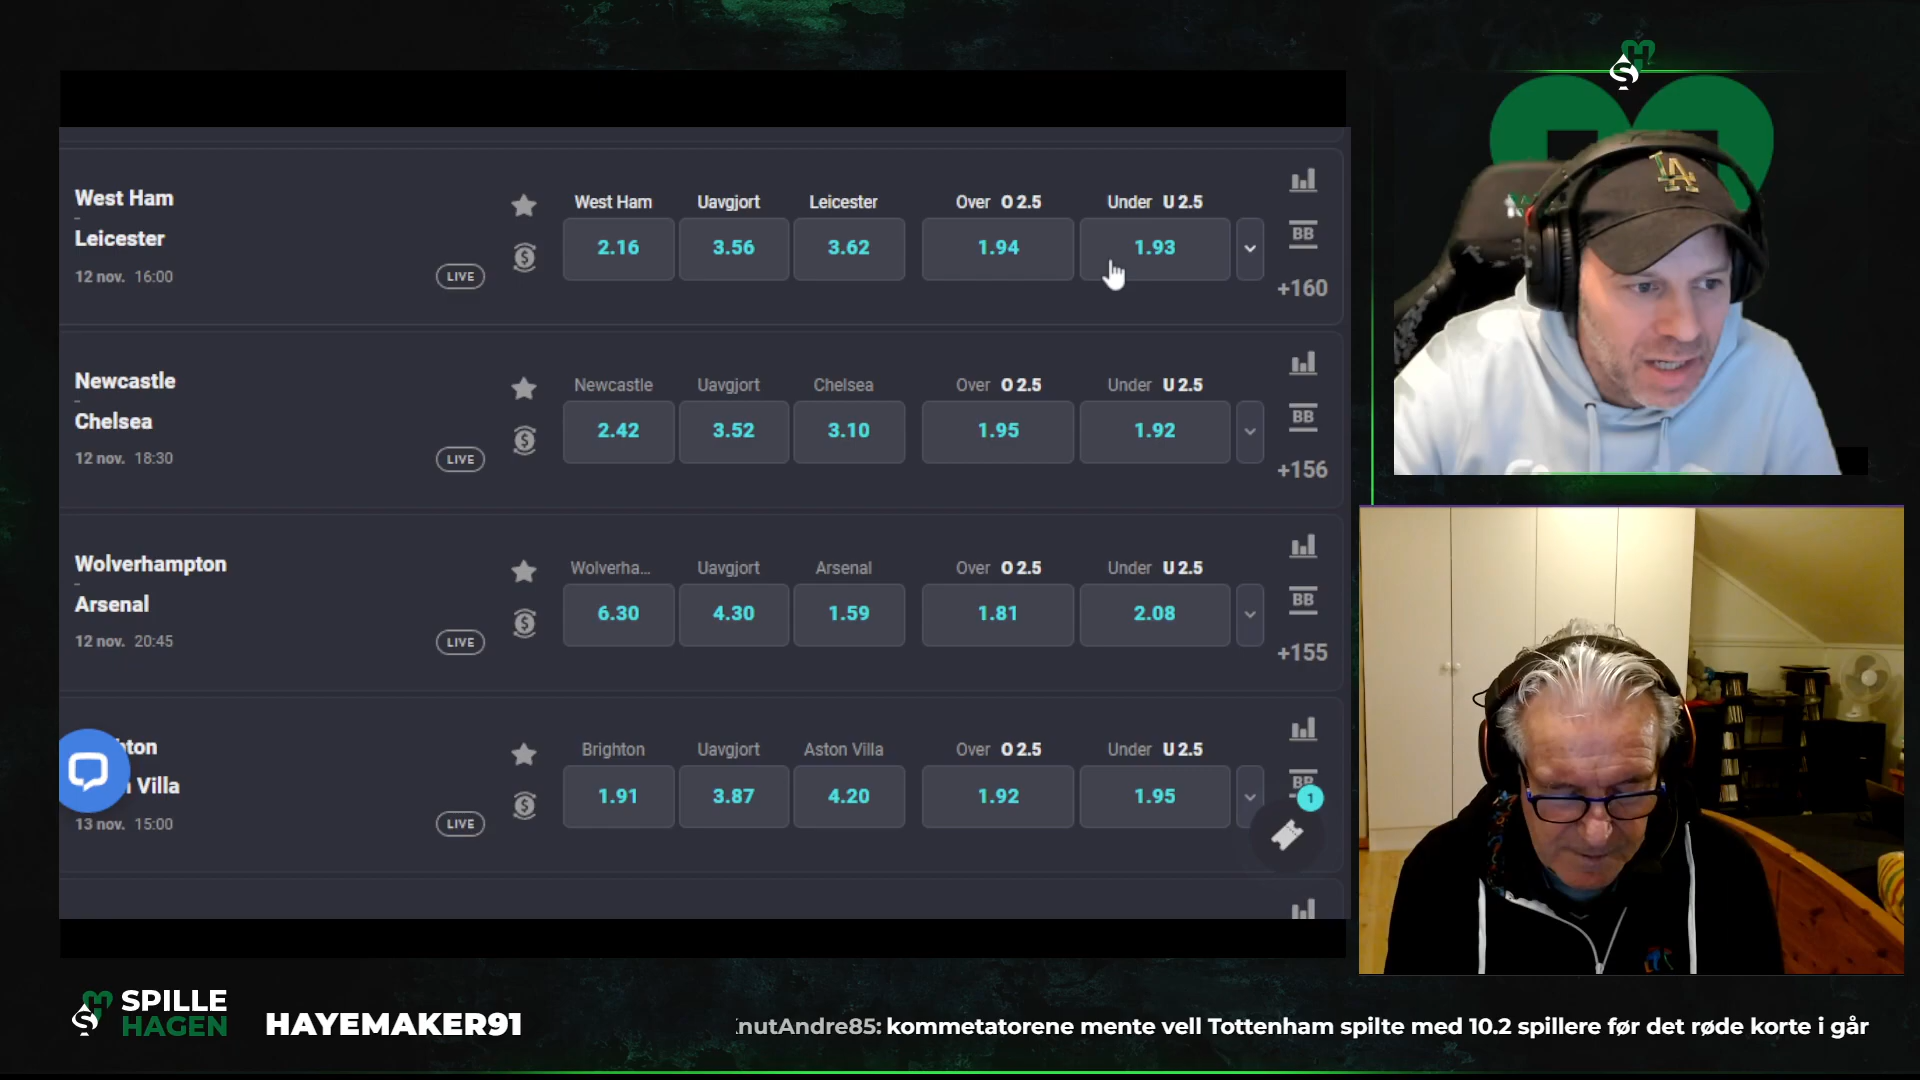 West Ham
-
Leicester
12 nov. 16:00
LIVE
West Ham Uavgjort Leicester Over O 2.5 Under U 2.5
2.16 3.56 3.62 1.94 1.93
BB
+160
Newcastle
-
Chelsea
12 nov. 18:30
LIVE
Newcastle Uavgjort Chelsea Over O 2.5 Under U 2.5
2.42 3.52 3.10 1.95 1.92
BB
+156
Wolverhampton
-
Arsenal
12 nov. 20:45
LIVE
Wolverha... Uavgjort Arsenal Over O 2.5 Under U 2.5
6.30 4.30 1.59 1.81 2.08
BB
+155
Villa
13 nov. 15:00
LIVE
Brighton Uavgjort Aston Villa Over O 2.5 Under U 2.5
1.91 3.87 4.20 1.92 1.95
BB
1
LA
SPILLE
HAGEN
HAYEMAKER91
nutAndre85: kommetatorene mente vell Tottenham spilte med 10.2 spillere før det røde korte i går